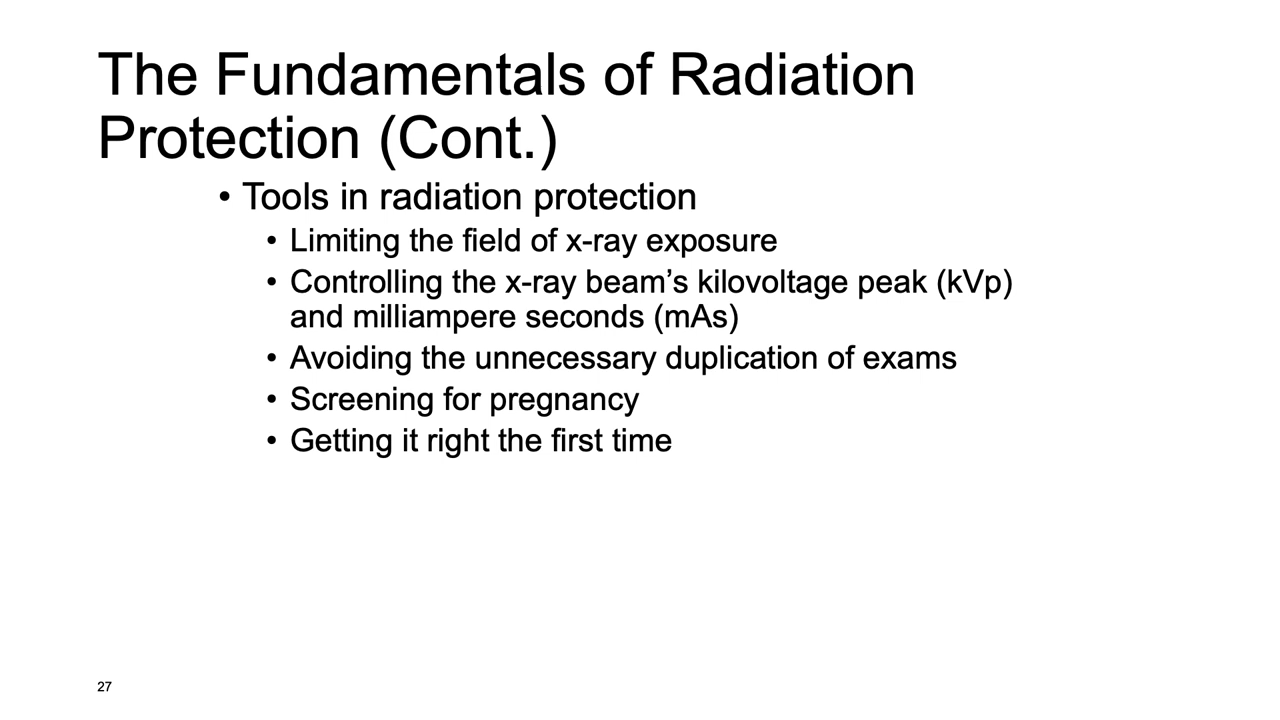 The Fundamentals of Radiation
Protection (Cont.)
• Tools in radiation protection
• Limiting the field of x-ray exposure
• Controlling the x-ray beam’s kilovoltage peak (kVp)
and milliampere seconds (mAs)
• Avoiding the unnecessary duplication of exams
• Screening for pregnancy
• Getting it right the first time
27